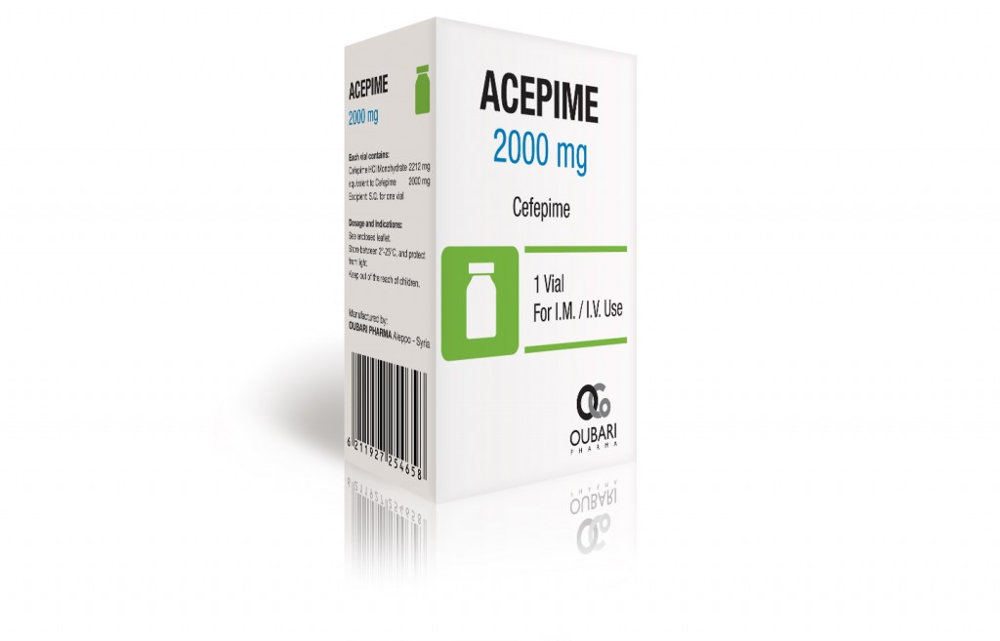 ACEPIME
2000 mg
Each vial contains:
Cefepime HCl Monohydrate 2212 mg
equivalent to Cefepime 2000 mg
Excipient S.Q. for one vial
Dosage and Indications:
See enclosed leaflet
Store between 2°-25°C, and protect
from light.
Keep out of the reach of children.
Manufactured by:
OUBARI PHARMA Aleppo - Syria
6 211927 254658
ACEPIME
2000 mg
Cefepime
1 Vial
For I.M. / I.V. Use
OUBARI
PHARMA